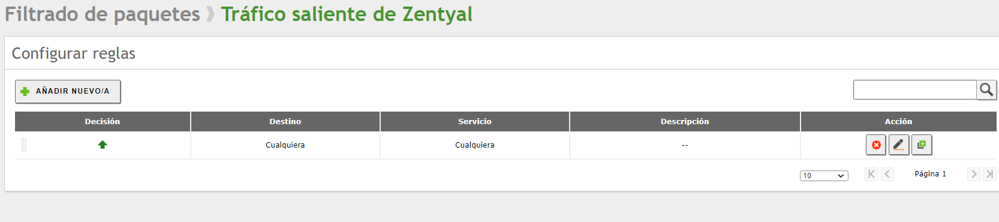 Filtrado de paquetes Tráfico saliente de Zentyal
Configurar reglas
AÑADIR NUEVO/A
Decisión Destino Servicio Descripción Acción
Cualquiera Cualquiera --
10 Página 1